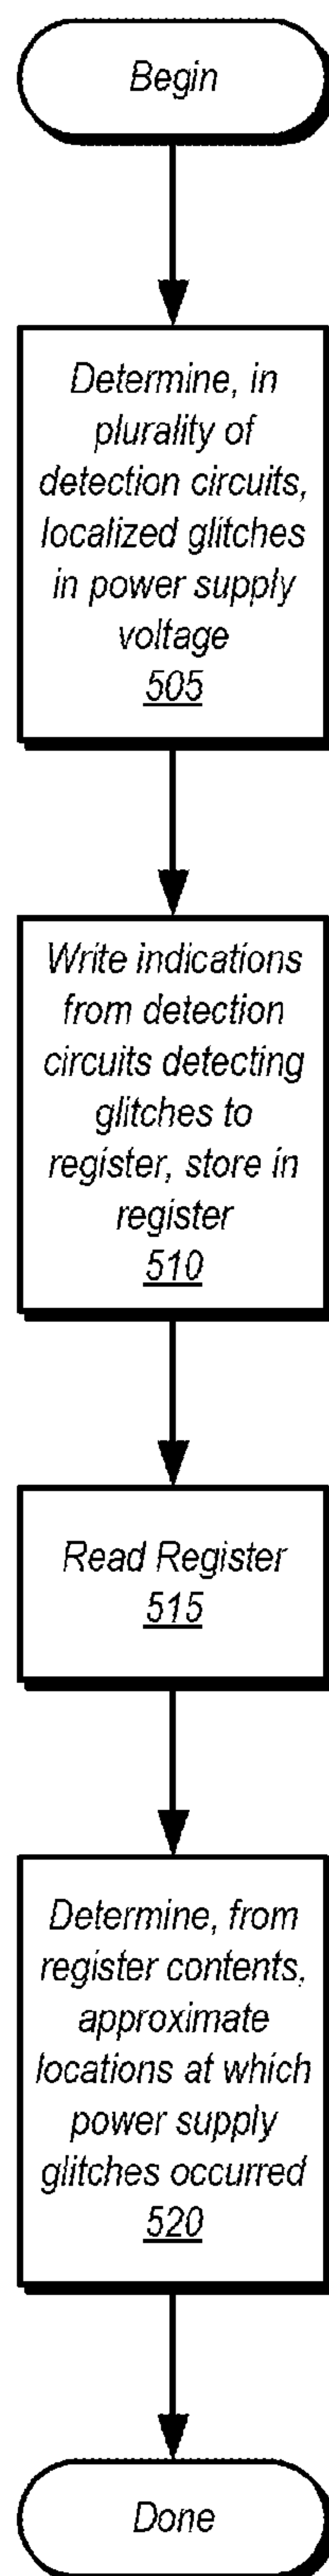 Begin
Determine, in
plurality of
detection circuits,
localized glitches
in power supply
voltage
505
Write indications
from detection
circuits detecting
glitches to
register, store in
register
510
Read Register
515
Determine, from
register contents,
approximate
locations at which
power supply
glitches occurred
520
Done